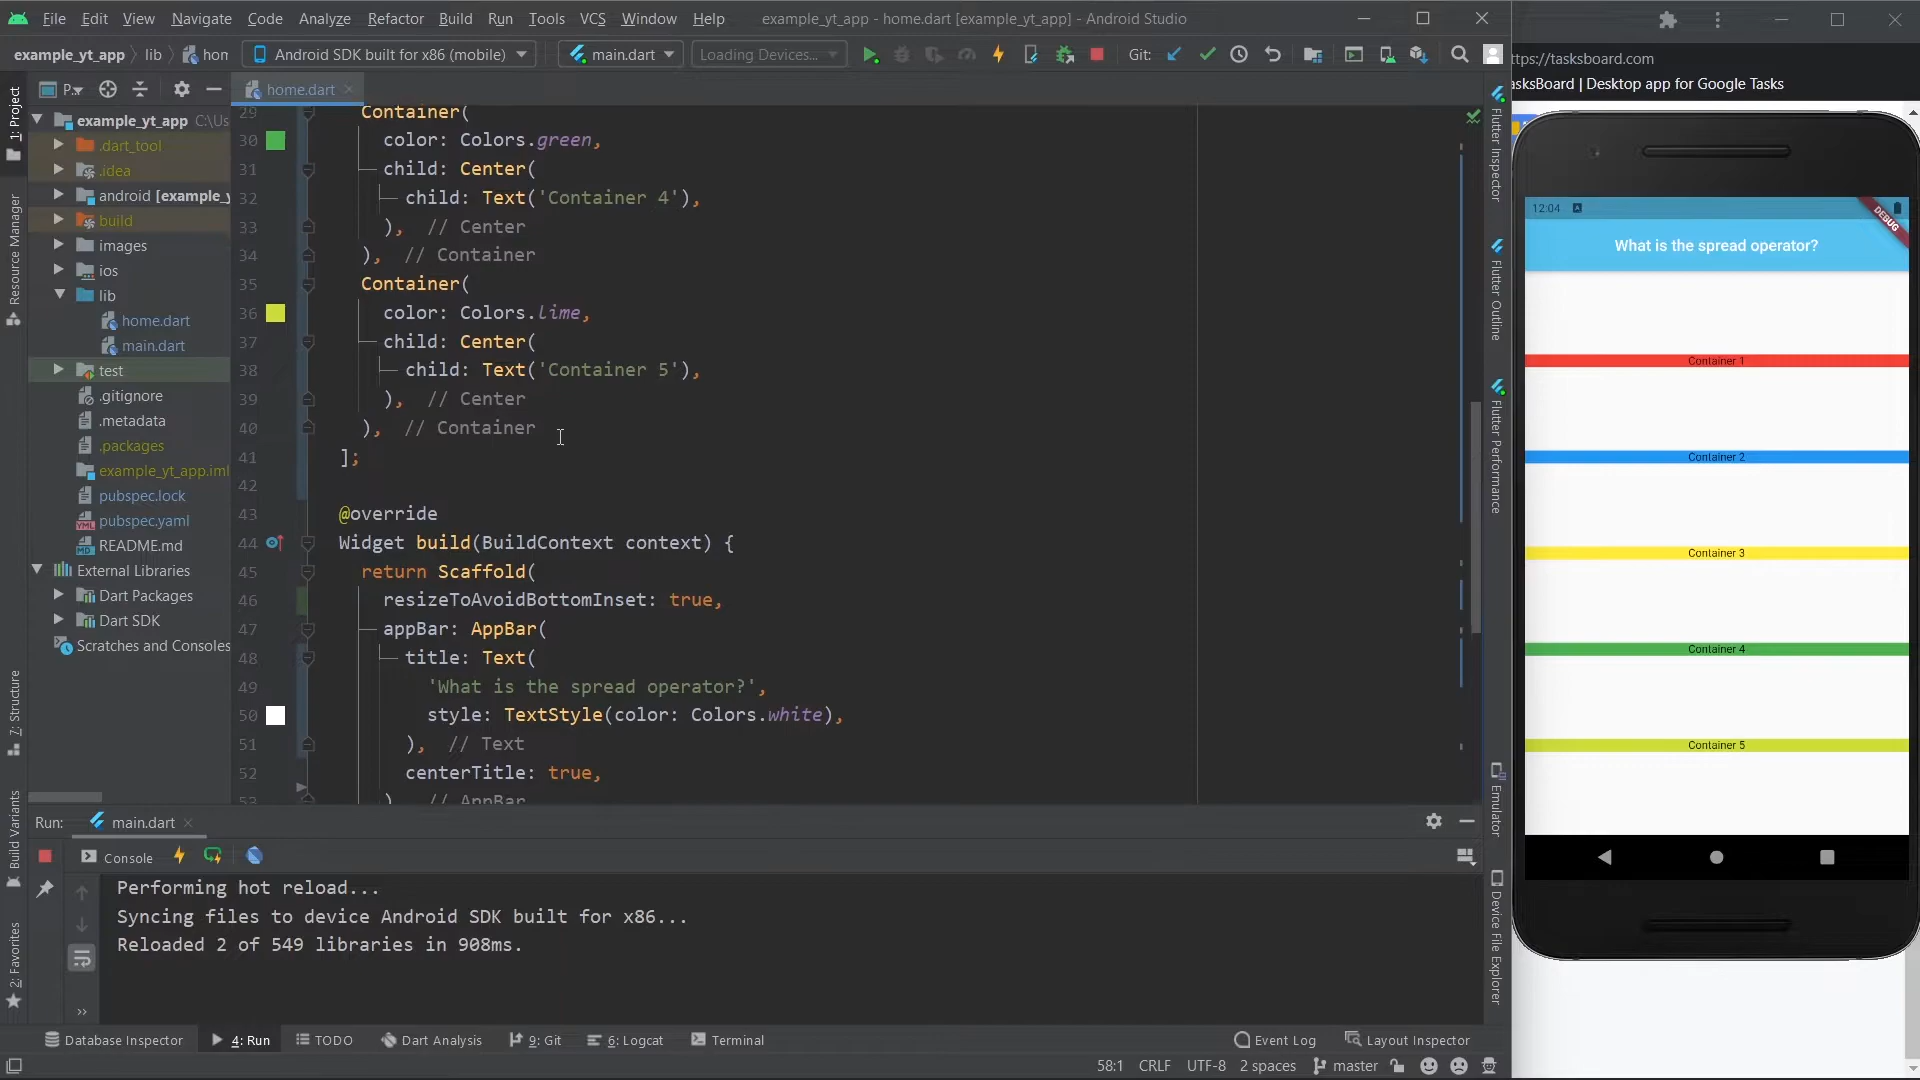 File Edit View Navigate Code Analyze Refactor Build Run Tools VCS Window Help example_yt_app - home.dart [example_yt_app] - Android Studio
example_yt_app lib hon Android SDK built for x86 (mobile) main.dart Loading Devices... Git:
1: Project
Resource Manager
7: Structure
Build Variants
2: Favorites
P..
example_yt_app C:\Us
.dart_tool
.idea
android [example_y
build
images
ios
lib
home.dart
main.dart
test
.gitignore
.metadata
.packages
example_yt_app.iml
pubspec.lock
pubspec.yaml
README.md
External Libraries
Dart Packages
Dart SDK
Scratches and Consoles
home.dart
29 Container(
30 color: Colors.green,
31 child: Center(
32 child: Text('Container 4'),
33 ), // Center
34 ), // Container
35 Container(
36 color: Colors.lime,
37 child: Center(
38 child: Text('Container 5'),
39 ), // Center
40 ), // Container
41 ];
42
43 @override
44 Widget build(BuildContext context) {
45 return Scaffold(
46 resizeToAvoidBottomInset: true,
47 appBar: AppBar(
48 title: Text(
49 'What is the spread operator?',
50 style: TextStyle(color: Colors.white),
51 ), // Text
52 centerTitle: true,
53 ), // AppBar
Flutter Inspector
Flutter Outline
Flutter Performance
Emulator
Device File Explorer
Run: main.dart
Console
Performing hot reload...
Syncing files to device Android SDK built for x86...
Reloaded 2 of 549 libraries in 908ms.
Database Inspector 4: Run TODO Dart Analysis 9: Git 6: Logcat Terminal Event Log Layout Inspector
58:1 CRLF UTF-8 2 spaces master
ttps://tasksboard.com
asksBoard | Desktop app for Google Tasks
12:04
DEBUG
What is the spread operator?
Container 1
Container 2
Container 3
Container 4
Container 5